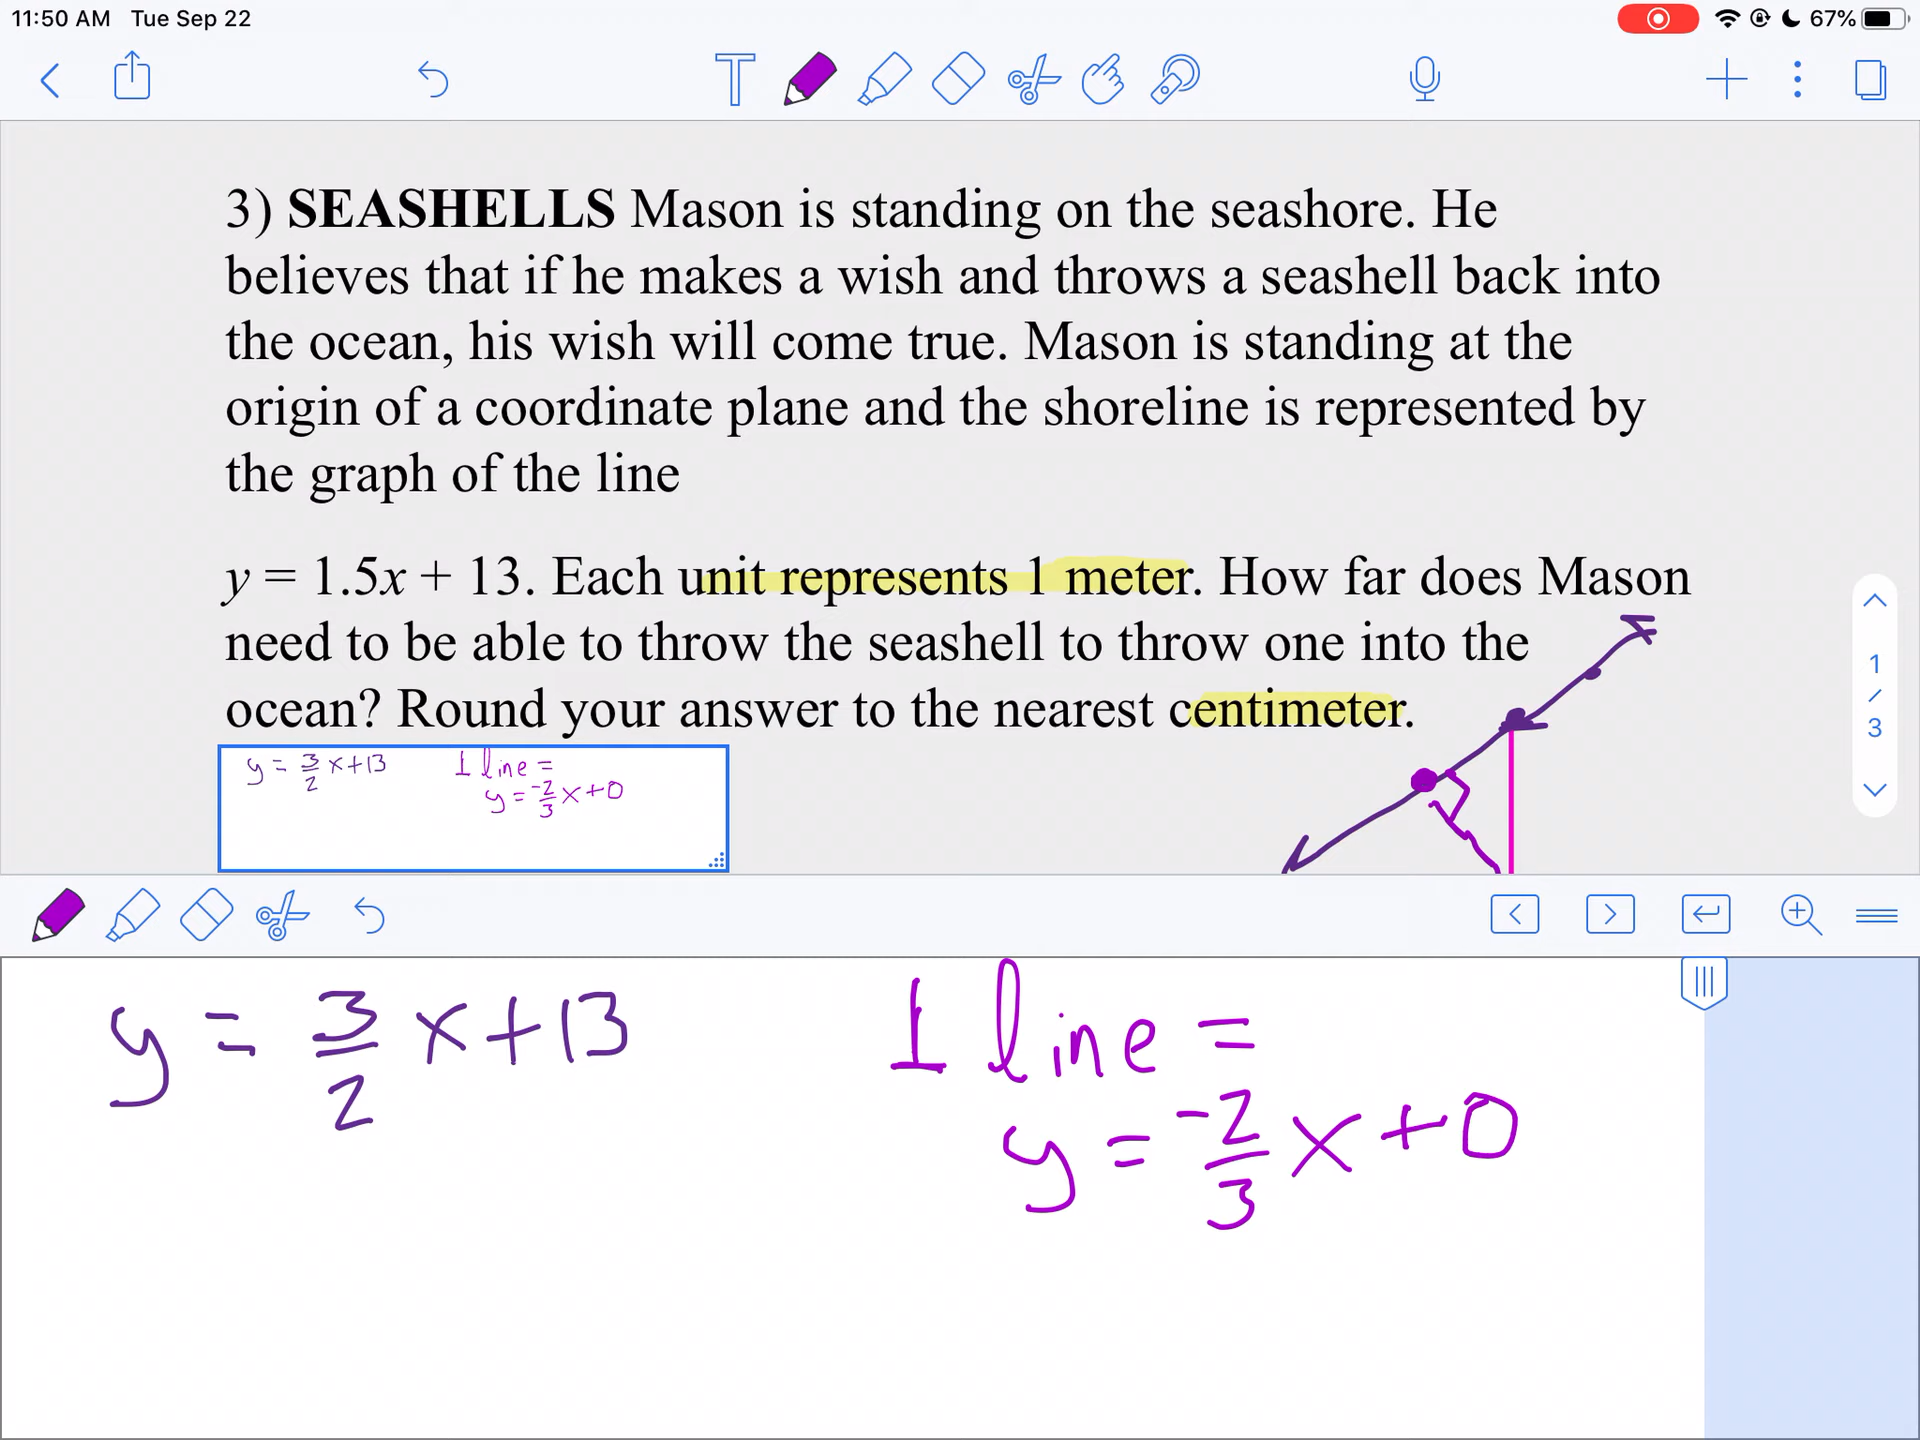 11:50 AM Tue Sep 22 67%
T
3) SEASHELLS Mason is standing on the seashore. He
believes that if he makes a wish and throws a seashell back into
the ocean, his wish will come true. Mason is standing at the
origin of a coordinate plane and the shoreline is represented by
the graph of the line
y = 1.5x + 13. Each unit represents 1 meter. How far does Mason
need to be able to throw the seashell to throw one into the
ocean? Round your answer to the nearest centimeter.
1
/
3
y = 3/2 x+13
⊥ line =
y = -2/3 x+0
y = 3/2 x+13
⊥ line =
y = -2/3 x+0